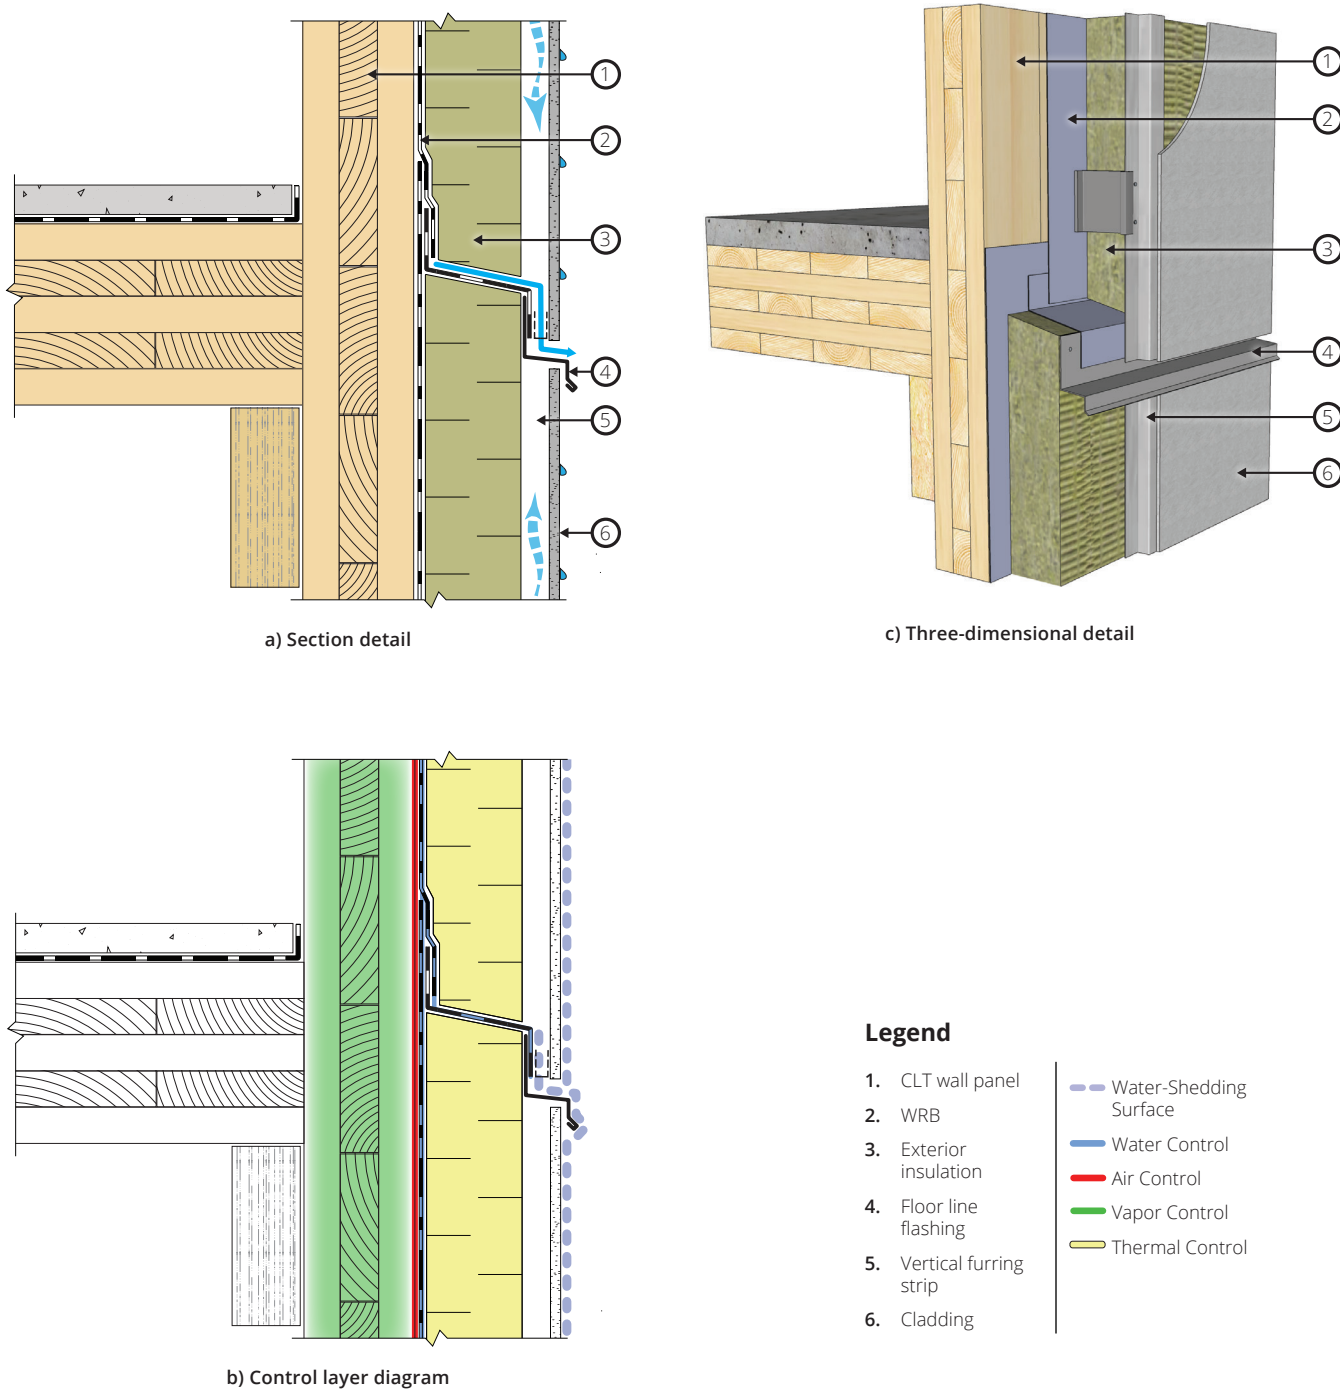 1
2
3
4
5
6
a) Section detail
1
2
3
4
5
6
c) Three-dimensional detail
b) Control layer diagram
Legend
1. CLT wall panel
2. WRB
3. Exterior
insulation
4. Floor line
flashing
5. Vertical furring
strip
6. Cladding
Water-Shedding
Surface
Water Control
Air Control
Vapor Control
Thermal Control